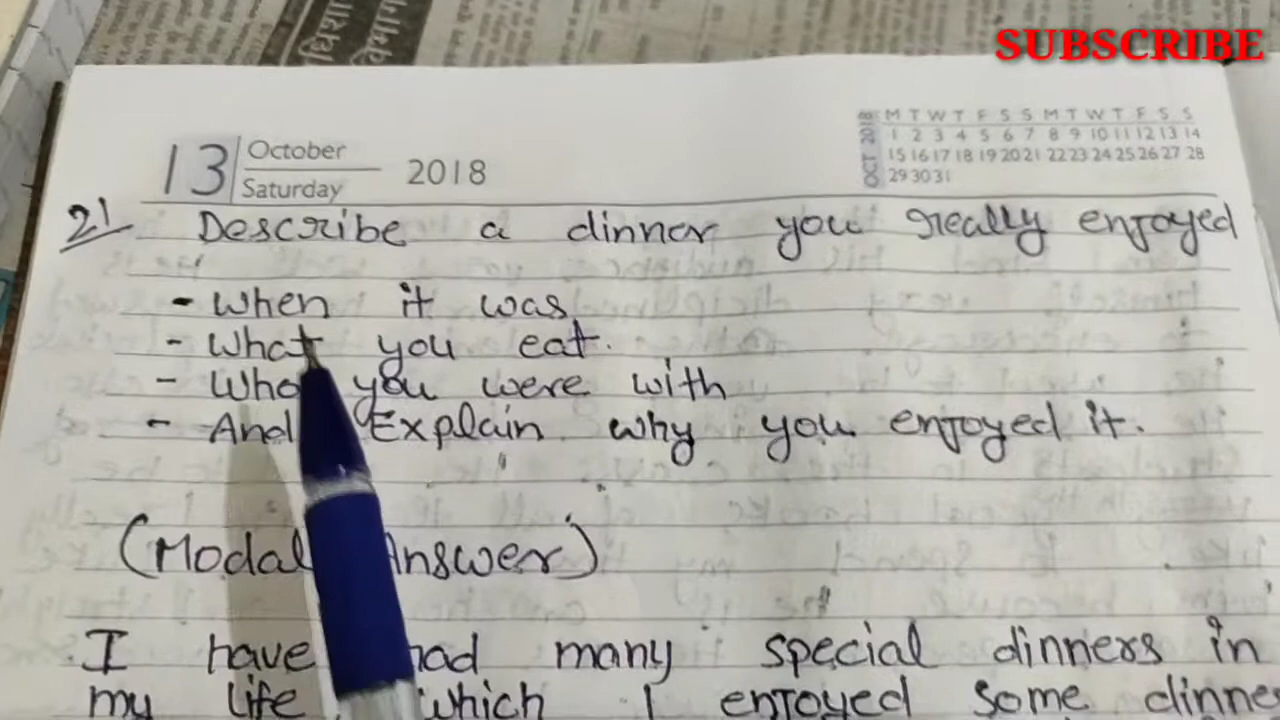 SUBSCRIBE
OCT 2018
M T W T F S S M T W T F S S
1 2 3 4 5 6 7 8 9 10 11 12 13 14
15 16 17 18 19 20 21 22 23 24 25 26 27 28
29 30 31
13 October
Saturday 2018
21 Describe a dinner you really enjoyed
- When it was
- What you eat.
- Who you were with
- And Explain why you enjoyed it.
(Modal Answer)
I have had many special dinners in
my life. which I enjoyed some dinne